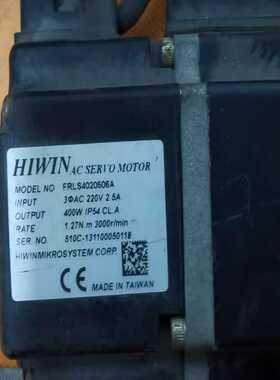 HIWIN AC SERVO MOTOR
MODEL NO FRLS4020506A
INPUT 3ΦAC 220V 2.5A
OUTPUT 400W IP54 CL.A
RATE 1.27N.m 3000r/min
SER NO. 510C-131100050118
HIWINMIKROSYSTEM CORP.
CE
MADE IN TAIWAN